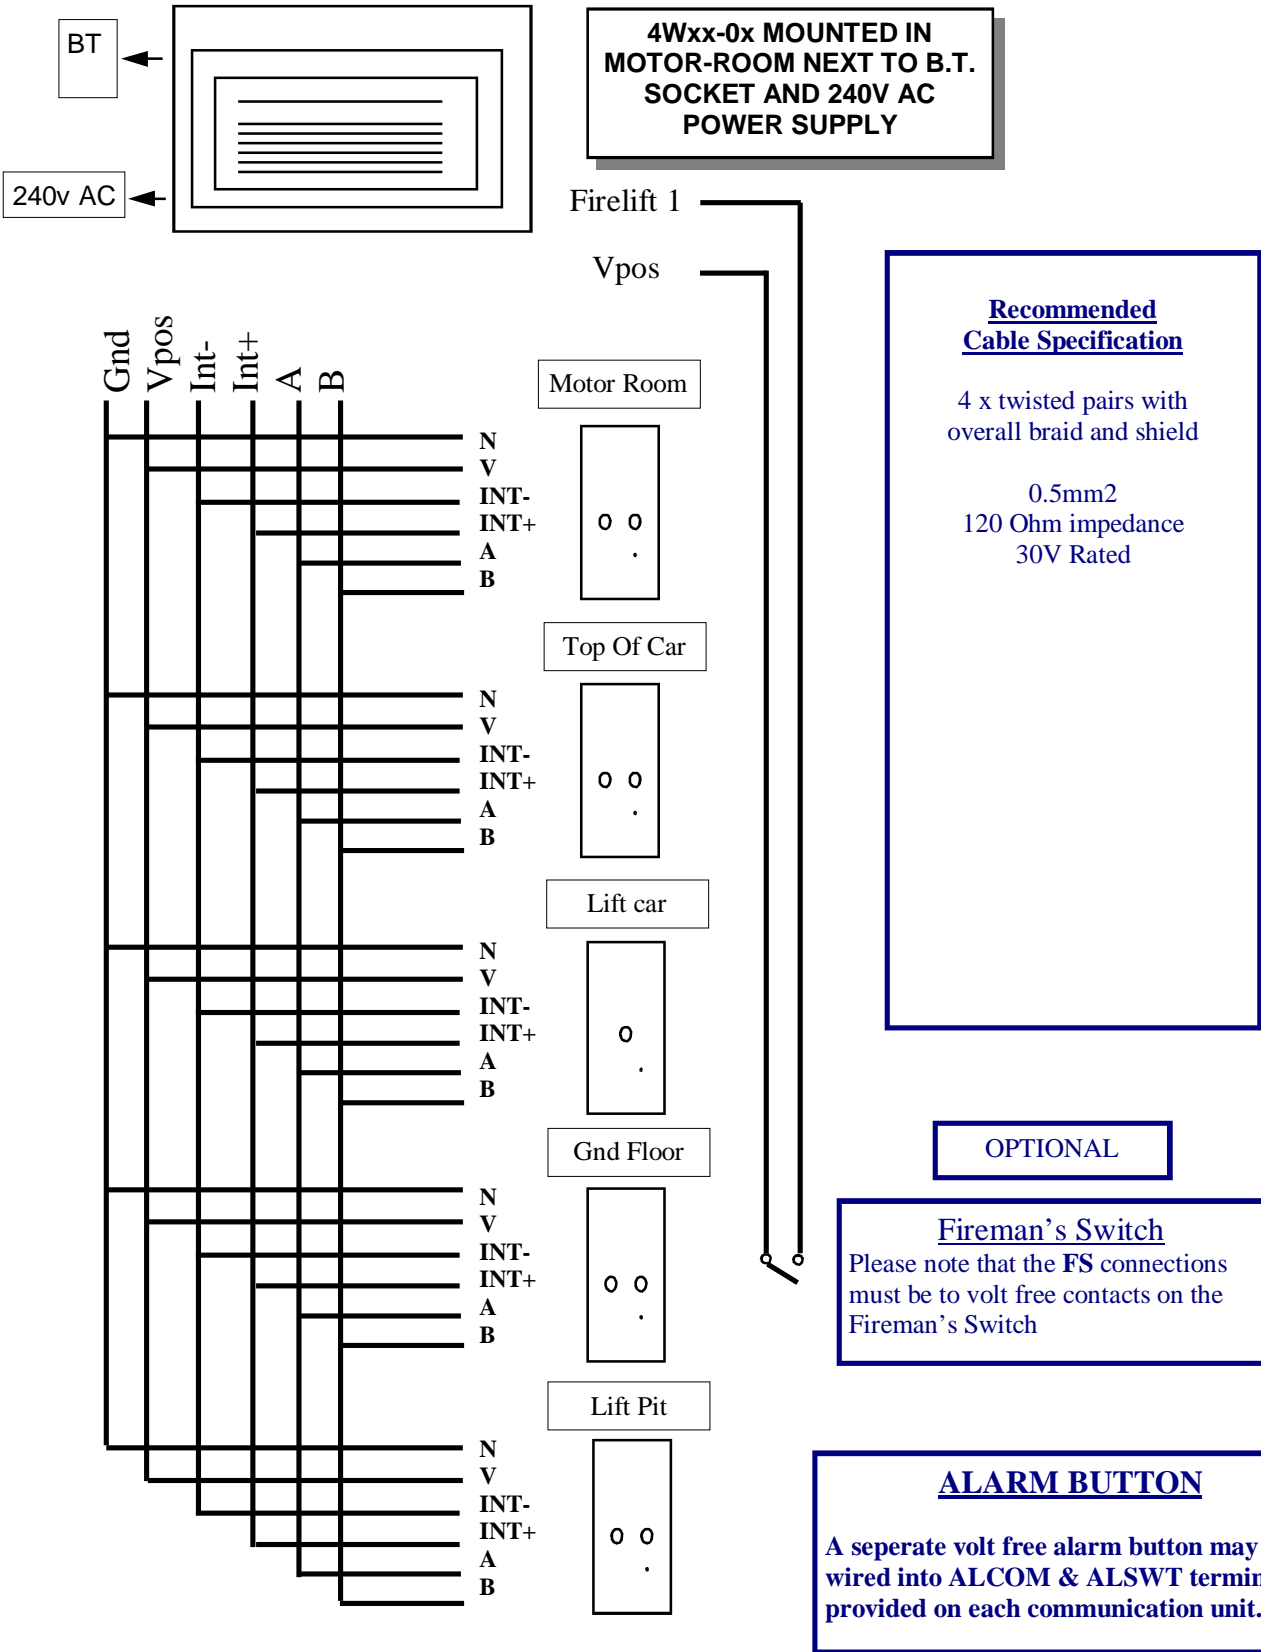 BT
240v AC
4Wxx-0x MOUNTED IN
MOTOR-ROOM NEXT TO B.T.
SOCKET AND 240V AC
POWER SUPPLY
Firelift 1
Vpos
Gnd
Vpos
Int-
Int+
A
B
Motor Room
N
V
INT-
INT+
A
B
Top Of Car
N
V
INT-
INT+
A
B
Lift car
N
V
INT-
INT+
A
B
Gnd Floor
N
V
INT-
INT+
A
B
Lift Pit
N
V
INT-
INT+
A
B
Recommended
Cable Specification
4 x twisted pairs with
overall braid and shield
0.5mm2
120 Ohm impedance
30V Rated
OPTIONAL
Fireman's Switch
Please note that the FS connections
must be to volt free contacts on the
Fireman's Switch
ALARM BUTTON
A seperate volt free alarm button may
wired into ALCOM & ALSWT
provided on each communication unit.